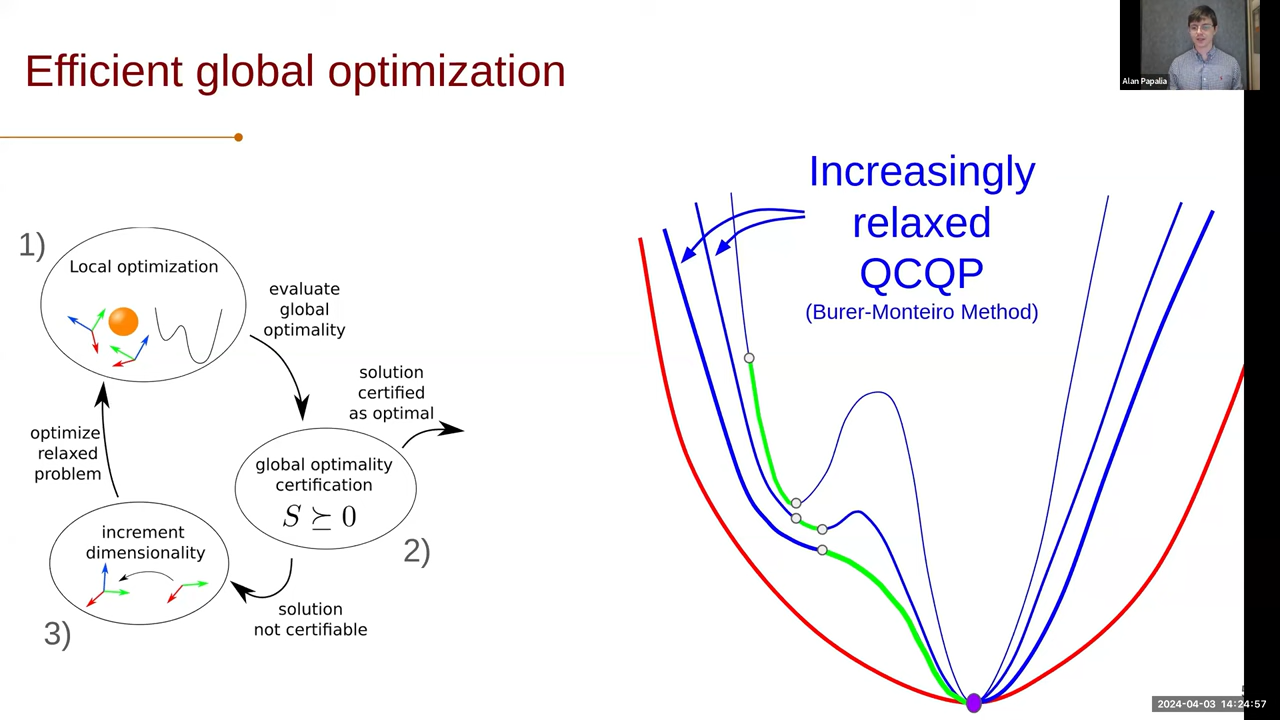 Efficient global optimization
Alan Papalia
Increasingly
relaxed
QCQP
(Burer-Monteiro Method)
1)
Local optimization
evaluate
global
optimality
solution
certified
as optimal
optimize
relaxed
problem
global optimality
certification
S ⪰ 0
2)
increment
dimensionality
solution
not certifiable
3)
2024-04-03 14:24:57